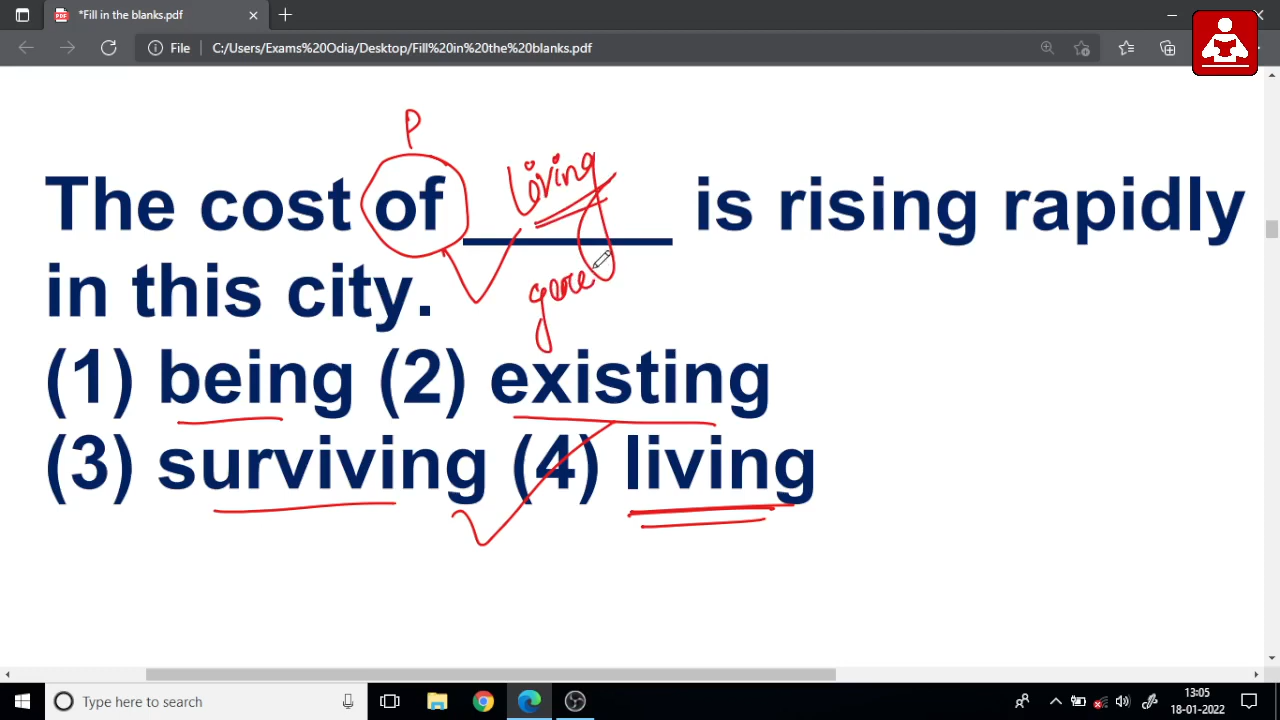 *Fill in the blanks.pdf
File
C:/Users/Exams%20Odia/Desktop/Fill%20in%20the%20blanks.pdf
P
living
The cost of ________ is rising rapidly
in this city.
(1) being (2) existing
(3) surviving (4) living
Type here to search
13:05
18-01-2022